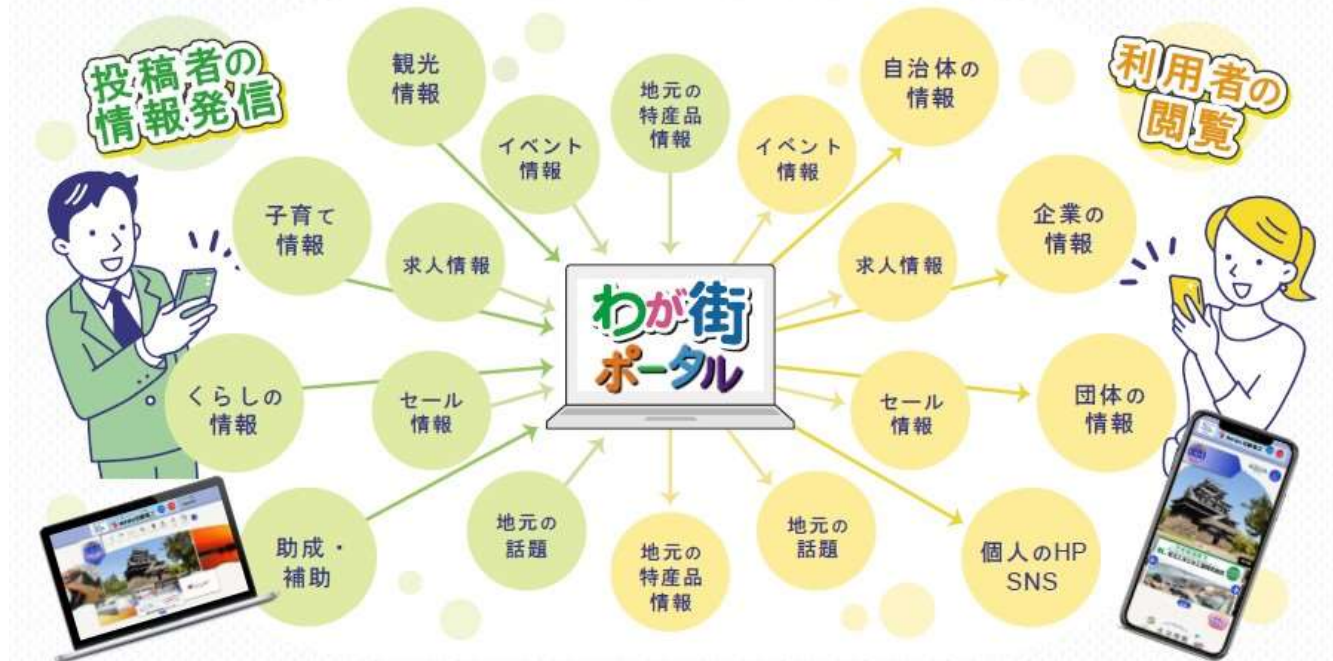 投稿者の
情報発信
利用者の
閲覧
観光
情報
イベント
情報
地元の
特産品
情報
イベント
情報
自治体の
情報
子育て
情報
求人情報
求人情報
企業の
情報
わが街
ポータル
くらしの
情報
セール
情報
セール
情報
団体の
情報
助成・
補助
地元の
話題
地元の
特産品
情報
地元の
話題
個人のHP
SNS